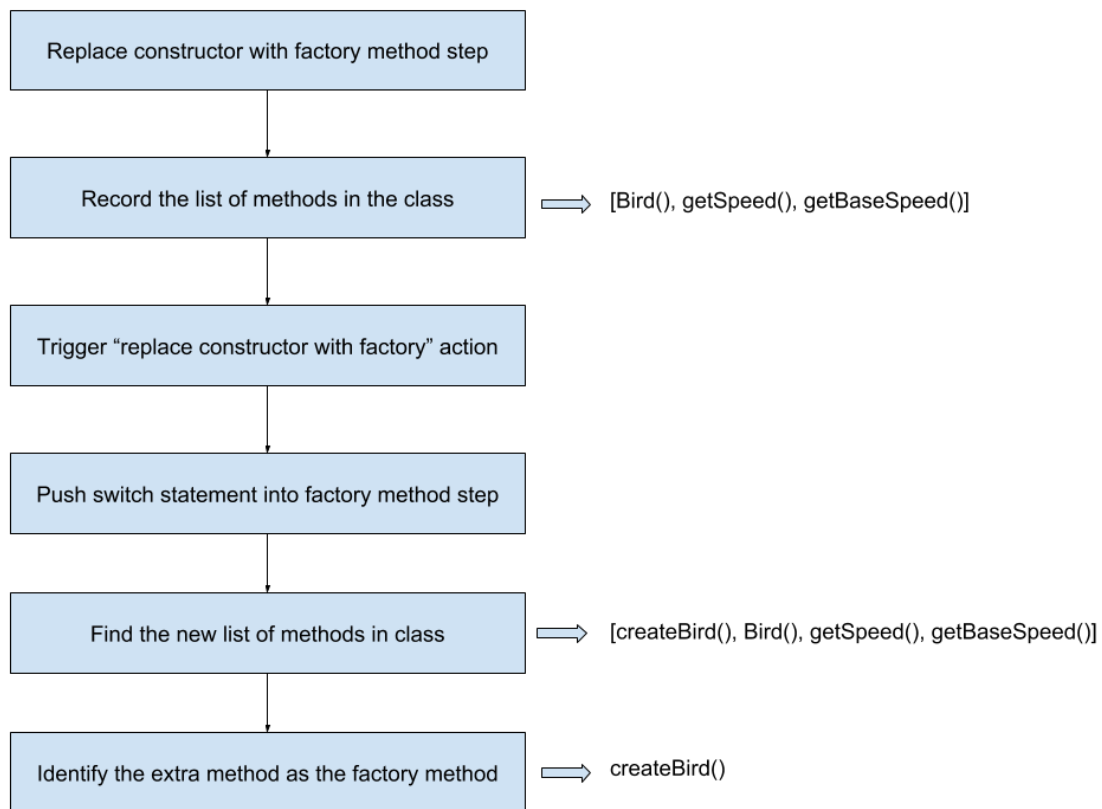 Replace constructor with factory method step
Record the list of methods in the class
[Bird(), getSpeed(), getBaseSpeed()]
Trigger “replace constructor with factory” action
Push switch statement into factory method step
Find the new list of methods in class
[createBird(), Bird(), getSpeed(), getBaseSpeed()]
Identify the extra method as the factory method
createBird()